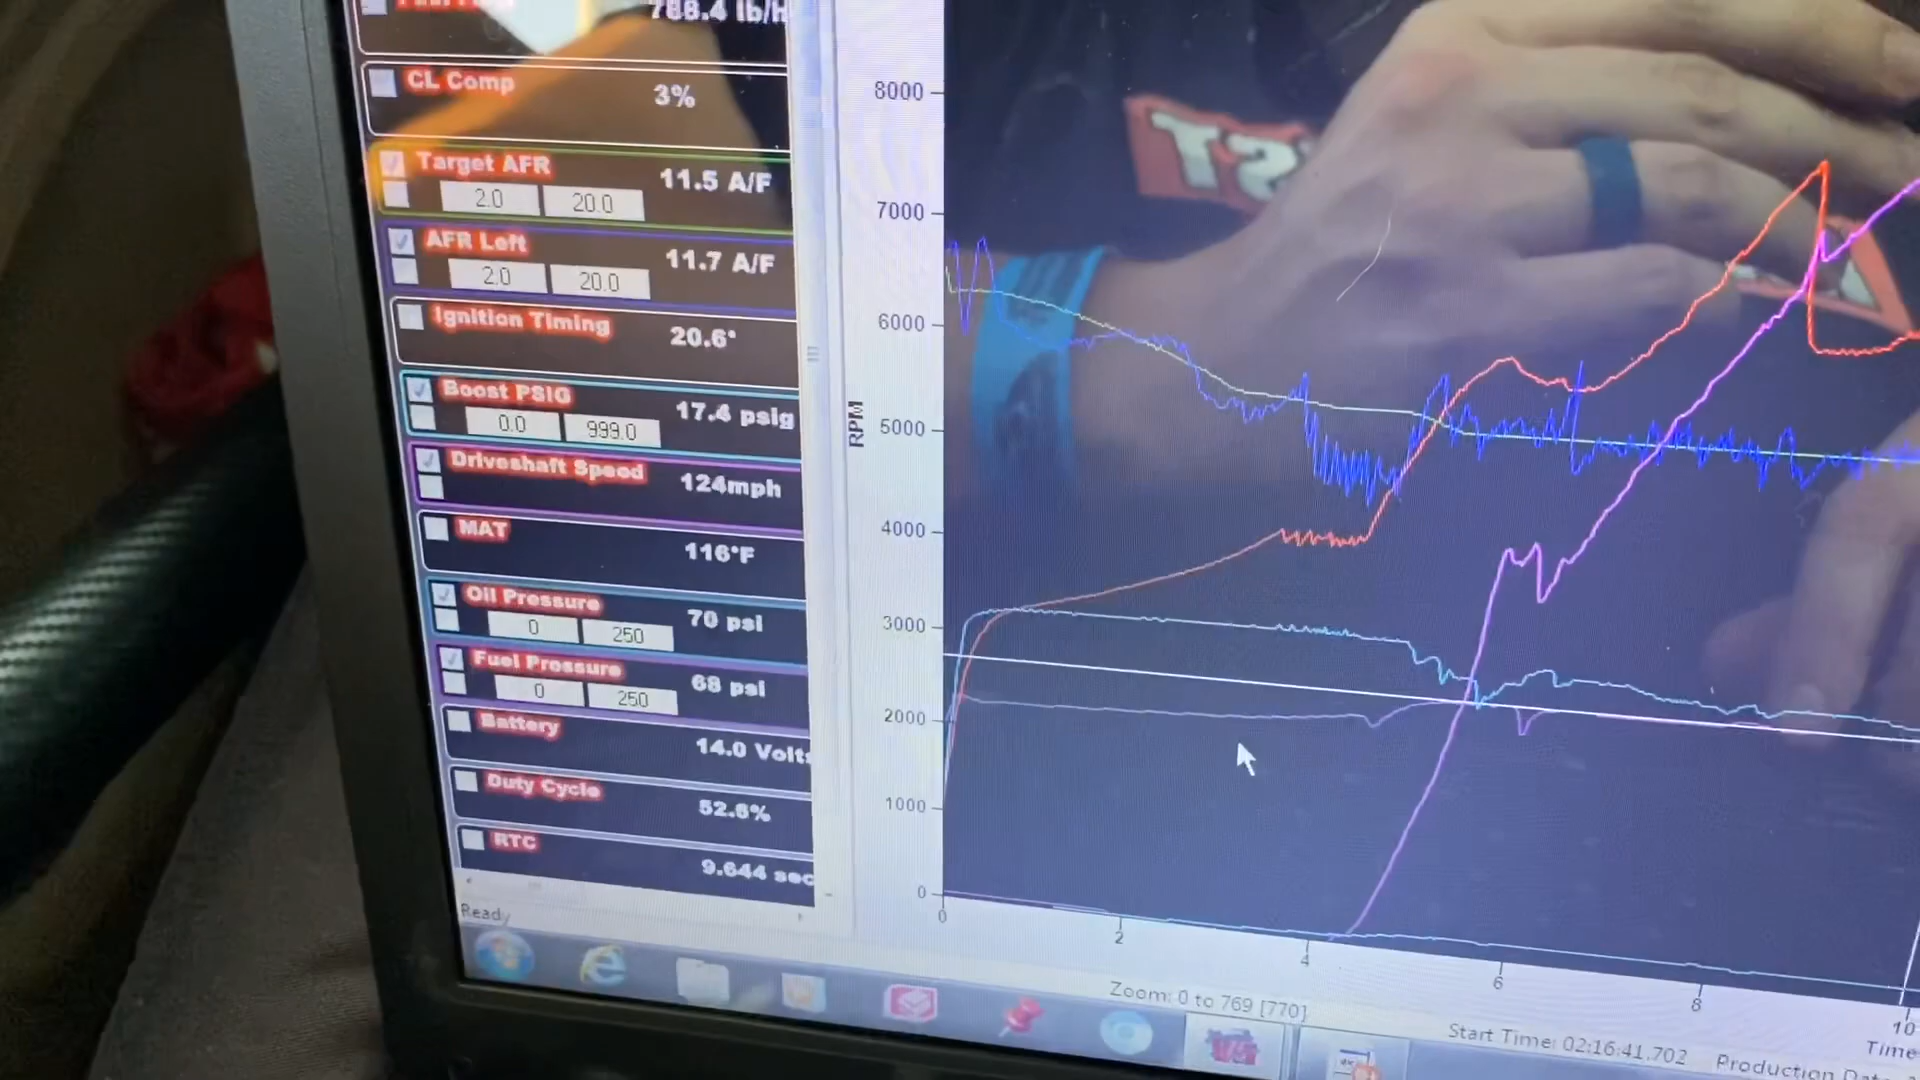 788.4 lb/H
CL Comp
3%
Target AFR
11.5 A/F
2.0
20.0
AFR Left
11.7 A/F
2.0
20.0
Ignition Timing
20.6°
Boost PSIG
17.4 psig
0.0
999.0
Driveshaft Speed
124mph
MAT
116°F
Oil Pressure
70 psi
0
250
Fuel Pressure
68 psi
0
250
Battery
14.0 Volts
Duty Cycle
52.6%
RTC
9.644 sec
Ready
RPM
8000
7000
6000
5000
4000
3000
2000
1000
0
0
2
4
6
8
10
Time
Zoom: 0 to 769 [770]
Start Time: 02:16:41.702
Production